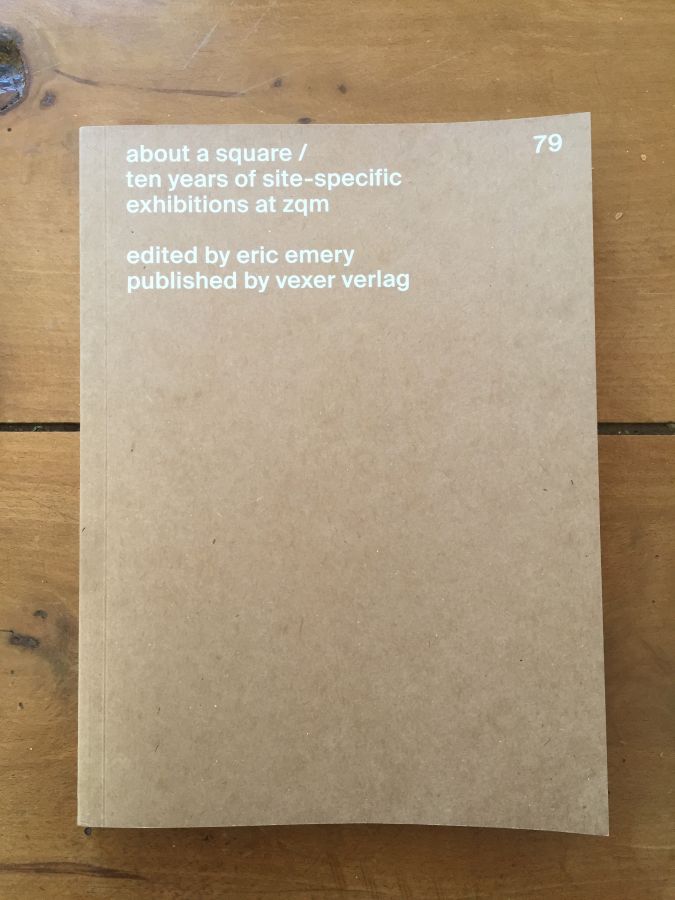 about a square /
ten years of site-specific
exhibitions at zqm
edited by eric emery
published by vexer verlag
79